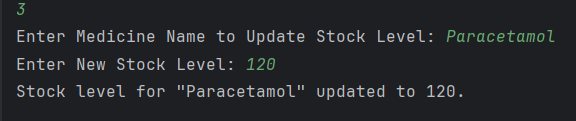 3
Enter Medicine Name to Update Stock Level: Paracetamol
Enter New Stock Level: 120
Stock level for "Paracetamol" updated to 120.